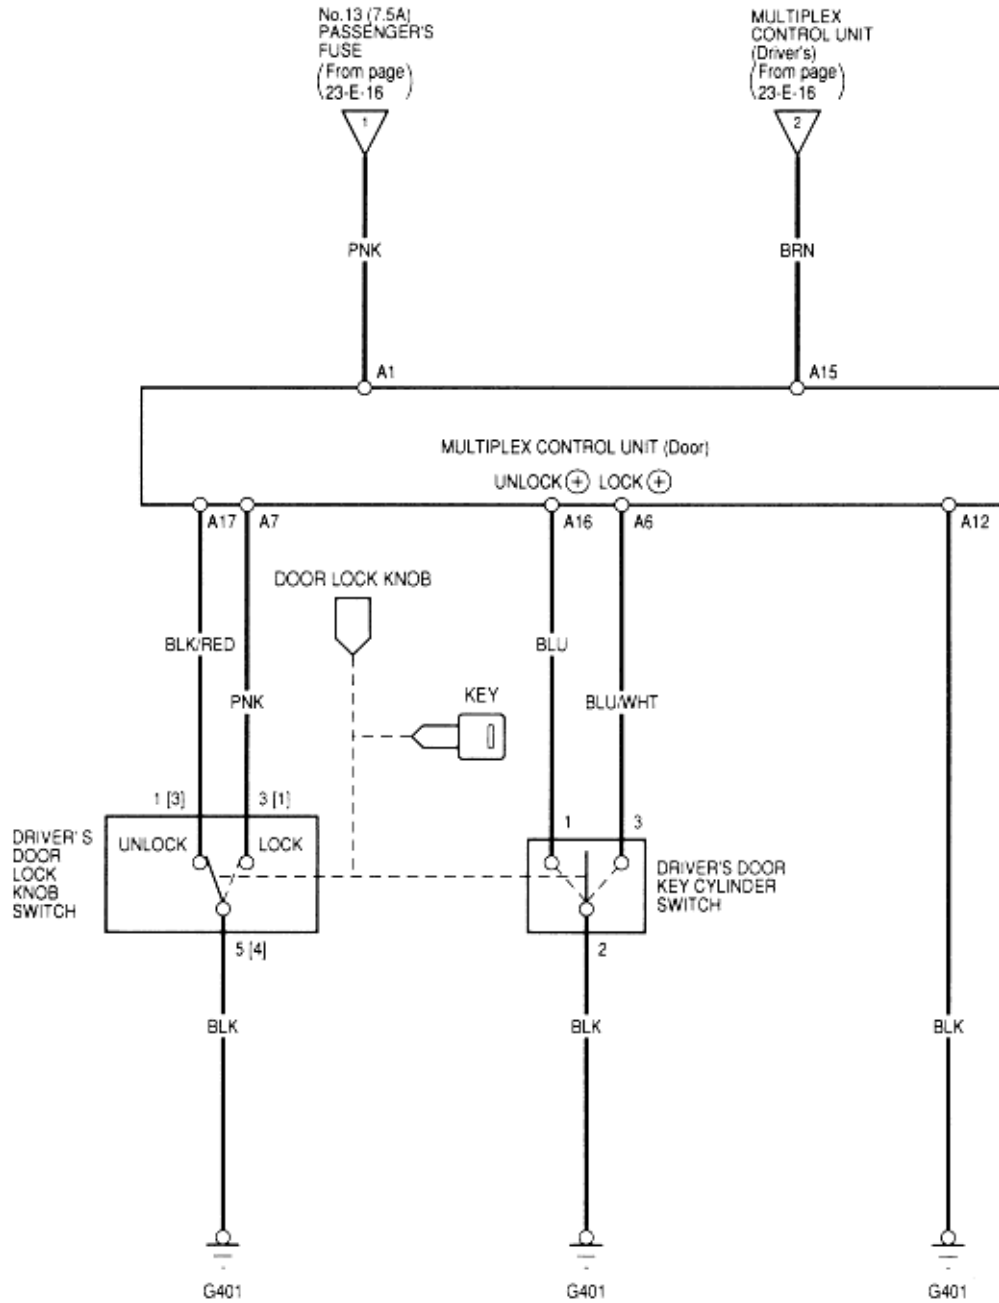 No.13 (7.5A)
PASSENGER'S
FUSE
(From page
23-E-16)
1
MULTIPLEX
CONTROL UNIT
(Driver's)
(From page
23-E-16)
2
PNK
BRN
A1
A15
MULTIPLEX CONTROL UNIT (Door)
UNLOCK + LOCK +
A17
A7
A16
A6
A12
DOOR LOCK KNOB
BLK/RED
BLU
KEY
PNK
BLU/WHT
1 [3]
3 [1]
1
3
DRIVER'S
DOOR
LOCK
KNOB
SWITCH
UNLOCK
LOCK
DRIVER'S DOOR
KEY CYLINDER
SWITCH
5 [4]
2
BLK
BLK
BLK
G401
G401
G401